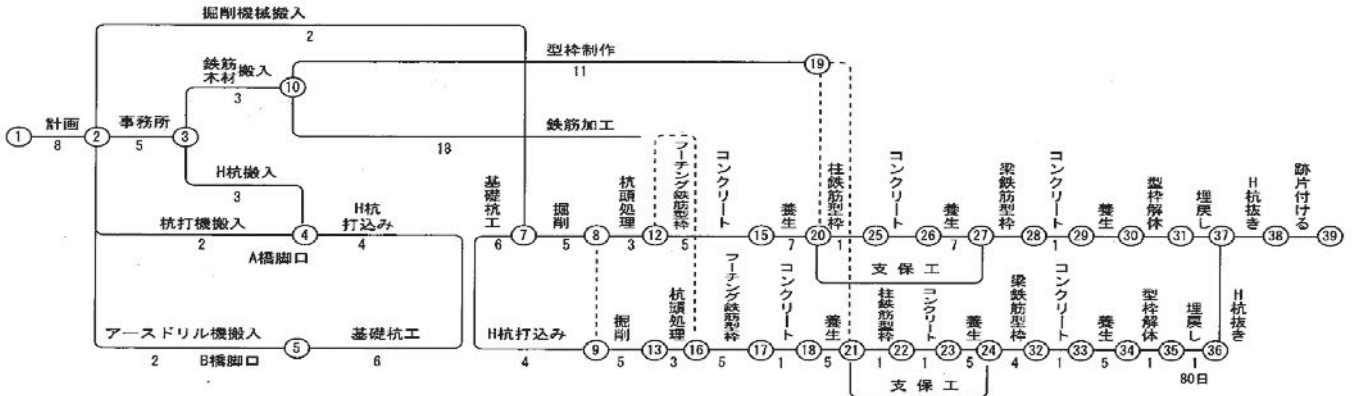 掘削機械搬入
2
型枠制作
11
鉄筋
木材
搬入
3
⑩
⑲
①
計画
8
②
事務所
5
③
鉄筋加工
18
H杭搬入
3
杭打機搬入
2
④
H杭
打込み
4
A橋脚口
基礎杭工
6
⑦
掘削
5
⑧
杭頭処理
3
⑫
フーチング鉄筋型枠
5
コンクリート
⑮
養生
7
⑳
柱鉄筋型枠
1
㉕
コンクリート
㉖
養生
7
㉗
梁鉄筋型枠
㉘
コンクリート
1
㉙
養生
㉚
型枠解体
㉛
埋戻し
㊲
H杭抜き
㊳
跡片付ける
㊴
支保工
アースドリル機搬入
2
B橋脚口
⑤
基礎杭工
6
H杭打込み
4
⑨
掘削
5
⑬
杭頭処理
3
⑯
フーチング鉄筋型枠
5
⑰
コンクリート
1
⑱
養生
5
㉑
柱鉄筋型枠
1
㉒
コンクリート
1
㉓
養生
5
㉔
梁鉄筋型枠
4
㉜
コンクリート
1
㉝
養生
5
㉞
型枠解体
1
㉟
埋戻し
1
㊱
H杭抜き
80日
支保工